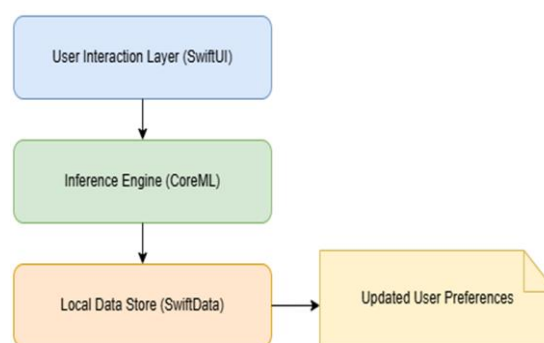 User Interaction Layer (SwiftUI)
Inference Engine (CoreML)
Local Data Store (SwiftData)
Updated User Preferences